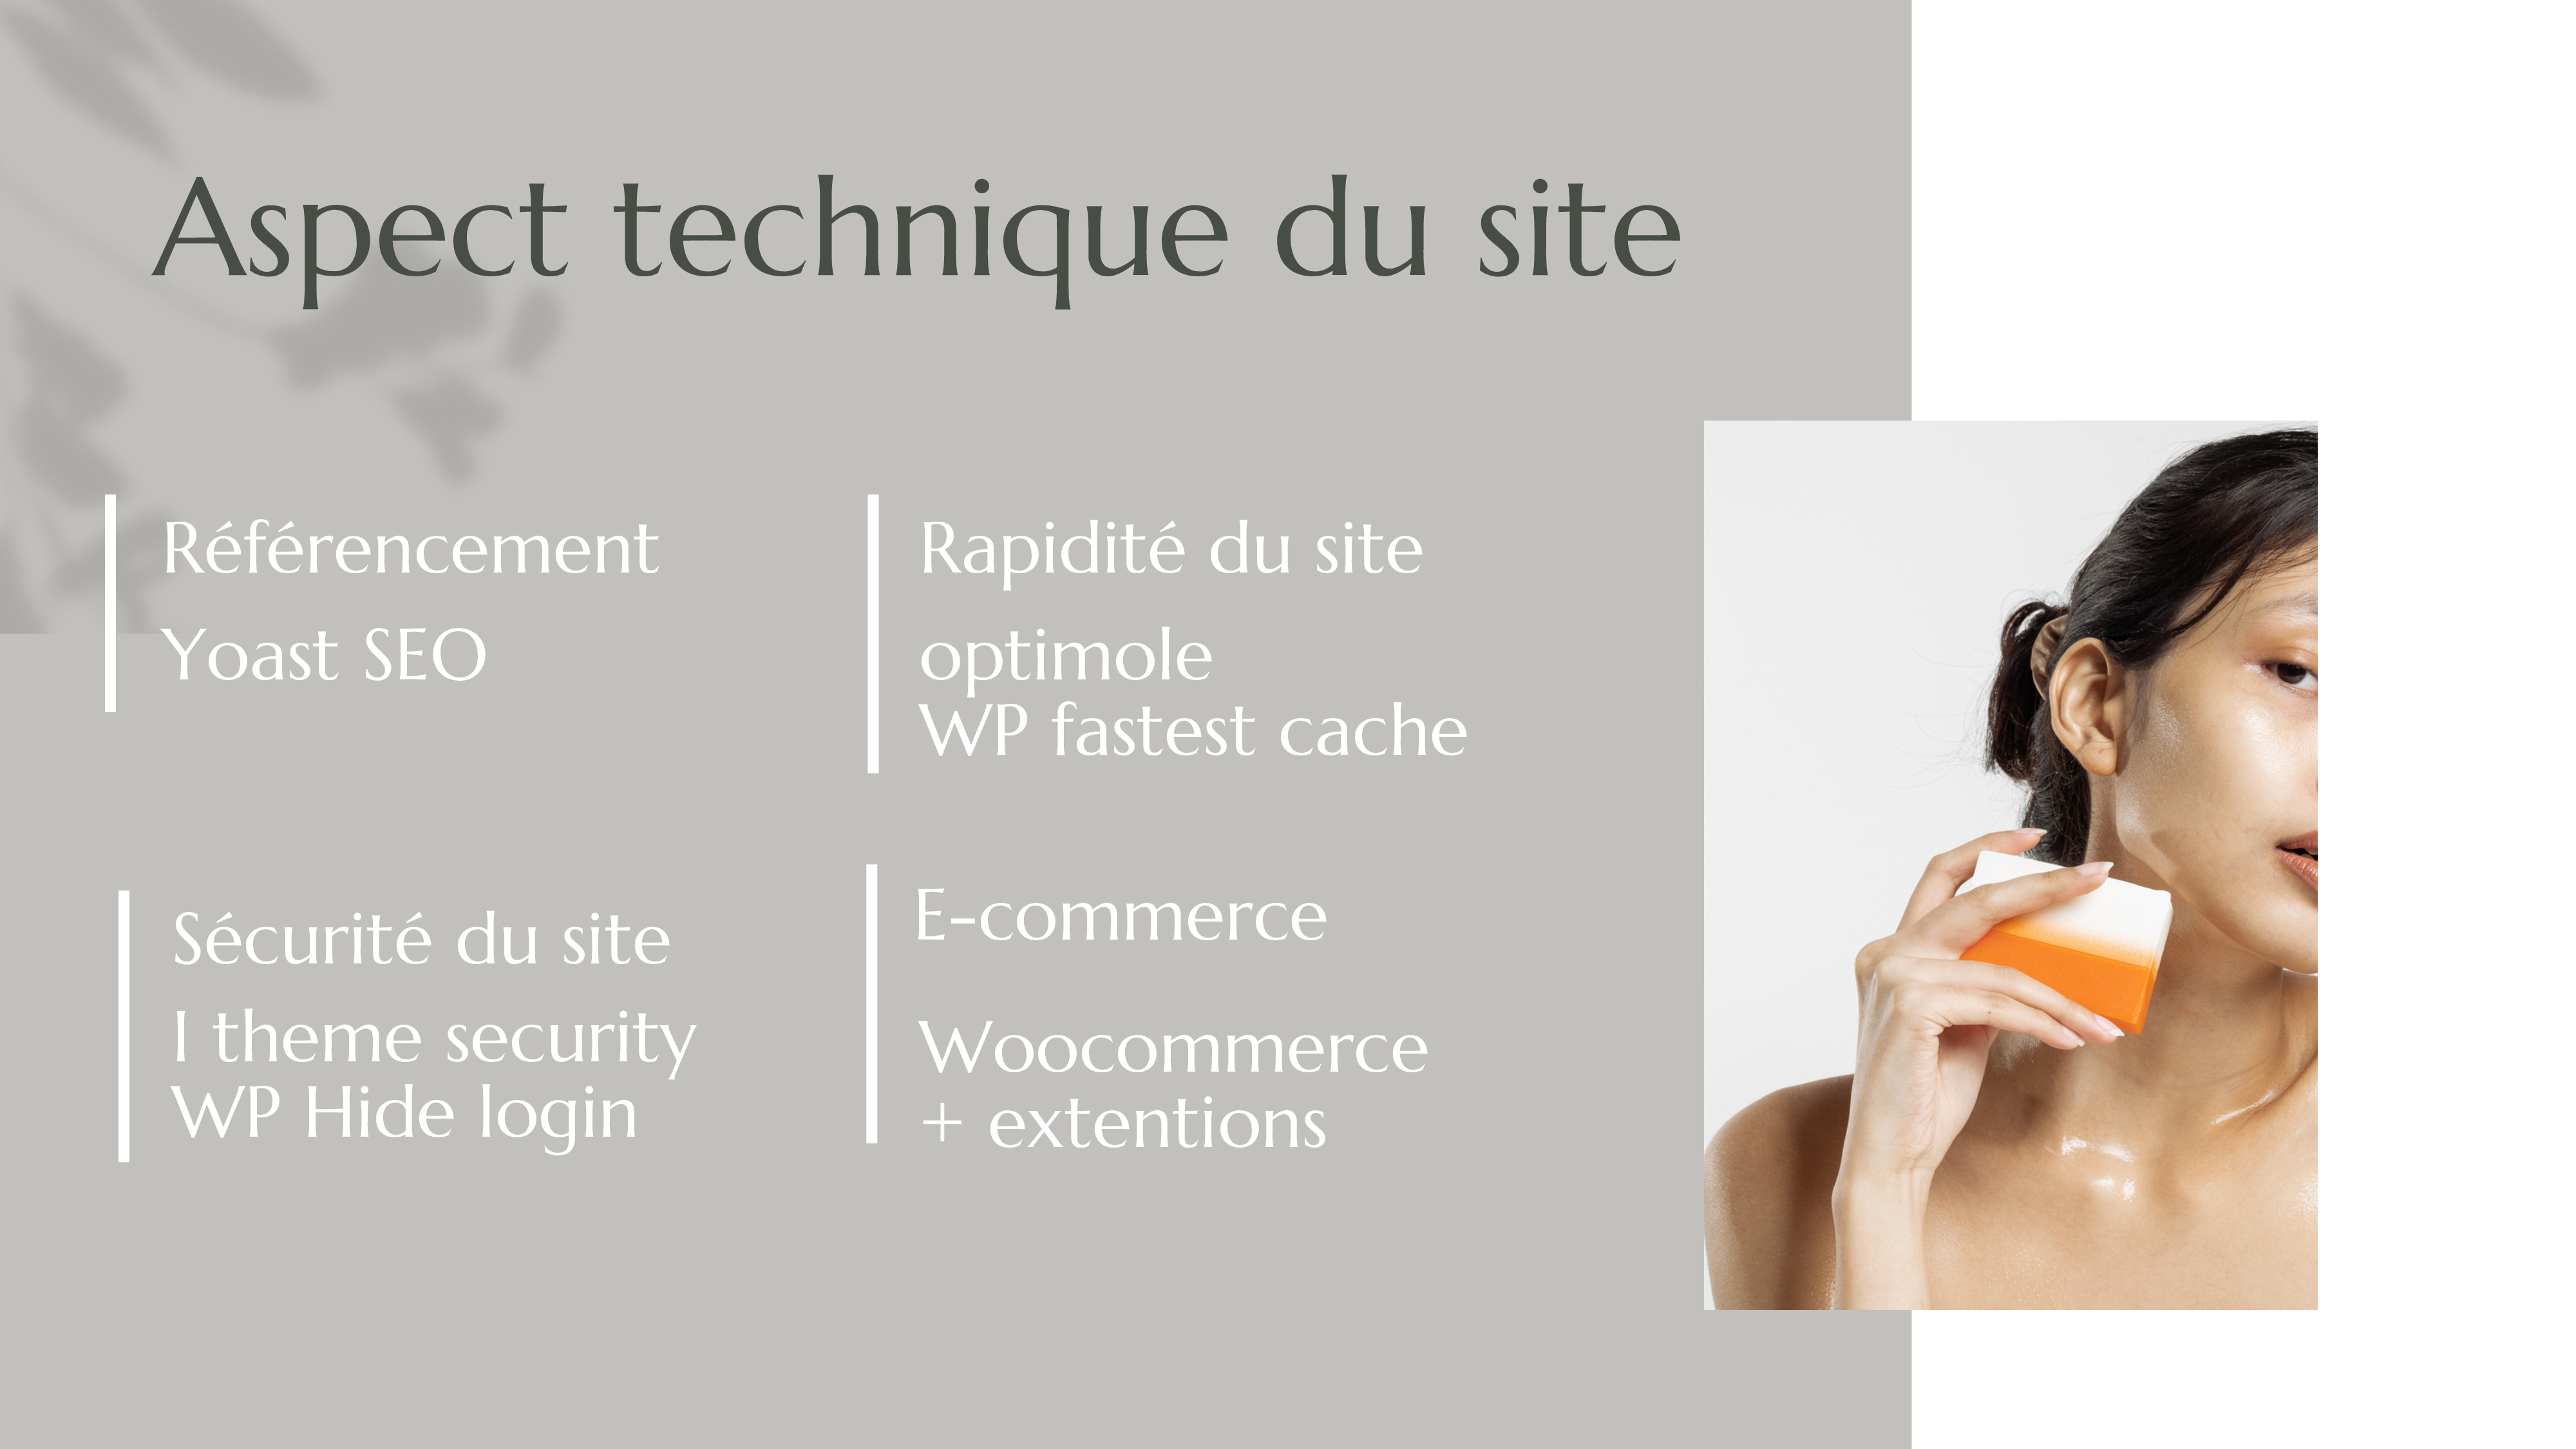 Aspect technique du site
Référencement
Yoast SEO
Rapidité du site
optimole
WP fastest cache
Sécurité du site
I theme security
WP Hide login
E-commerce
Woocommerce
+ extentions